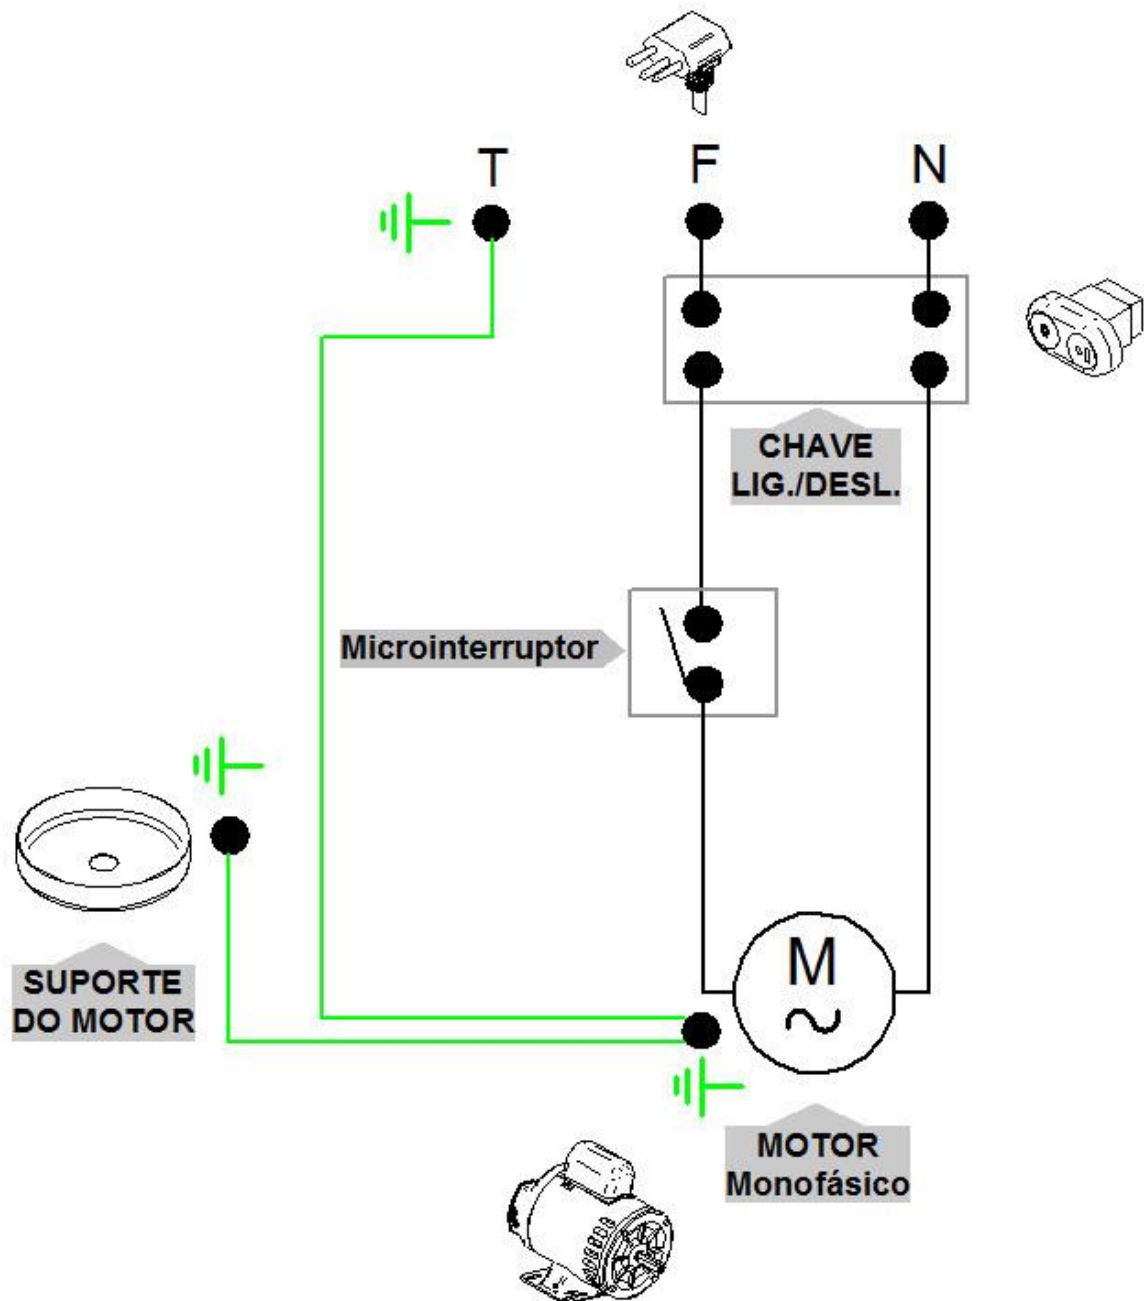 T F N
CHAVE
LIG./DESL.
Microinterruptor
SUPORTE
DO MOTOR
M
MOTOR
Monofásico